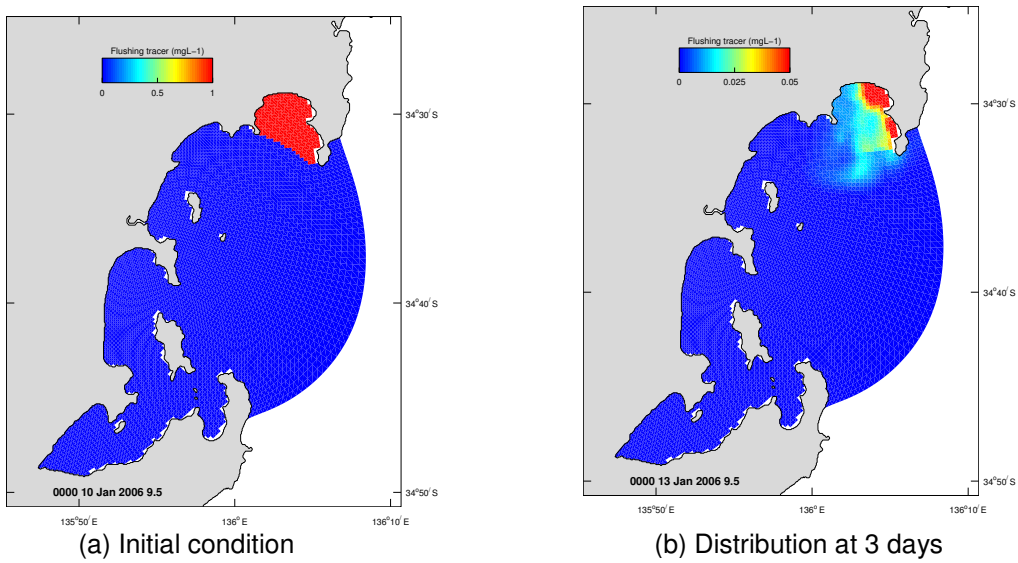 Flushing tracer (mgL-1)
0 0.5 1
34°30′ S
34°40′ S
34°50′ S
0000 10 Jan 2006 9.5
135°50′ E 136°E 136°10′ E
(a) Initial condition
Flushing tracer (mgL-1)
0 0.025 0.05
34°30′ S
34°40′ S
34°50′ S
0000 13 Jan 2006 9.5
135°50′ E 136°E 136°10′ E
(b) Distribution at 3 days